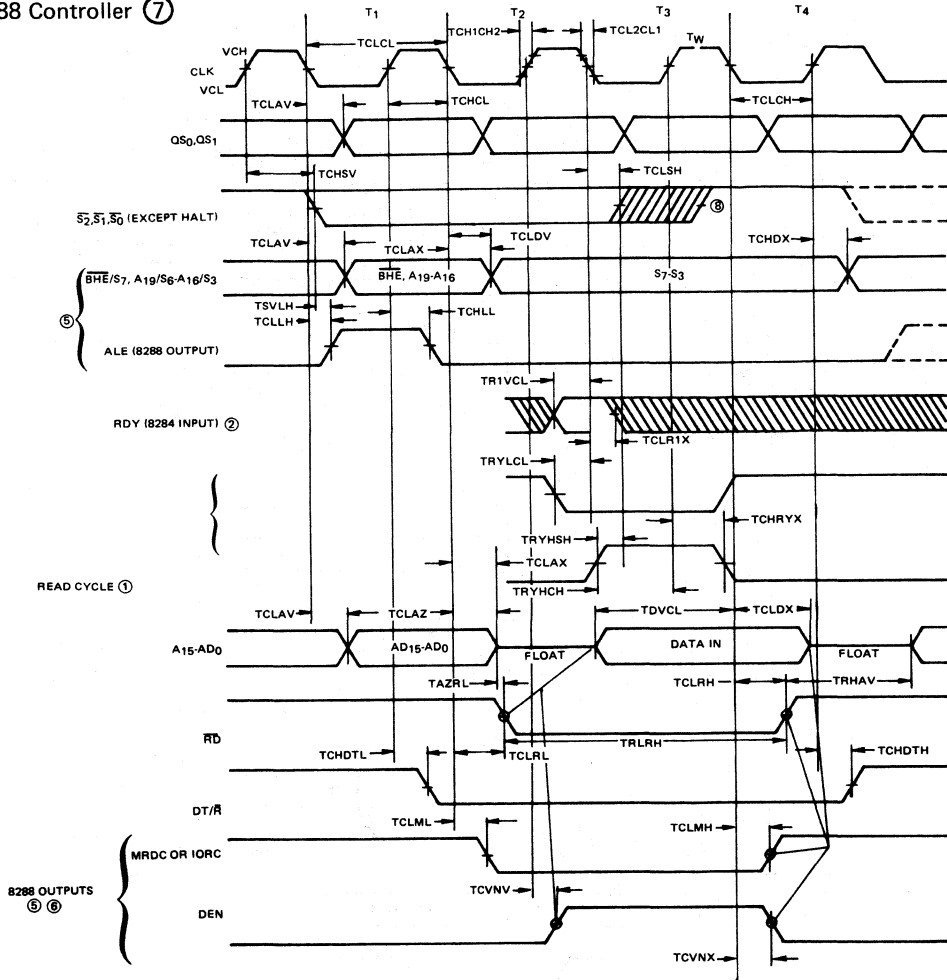 88 Controller ⑦
T1 T2 T3 T4
TCLCL TCH1CH2 TCL2CL1 TW
VCH
CLK
VCL
TCLAV TCHCL TCLCH
QS0,QS1
TCHSV TCLSH
S2,S1,S0 (EXCEPT HALT) ⑧
TCLAV TCLAX TCLDV TCHDX
⑤ BHE/S7, A19/S6-A16/S3 BHE, A19-A16 S7-S3
TSVLH TCHLL
TCLLH
ALE (8288 OUTPUT)
TR1VCL
RDY (8284 INPUT) ②
TCLR1X
TRYLCL
TCHRYX
TRYHSH
TCLAX
READ CYCLE ①
TRYHCH
TCLAV TCLAZ TDVCL TCLDX
A15-AD0 AD15-AD0 FLOAT DATA IN FLOAT
TAZRL TCLRH TRHAV
RD
TRLRH
TCHDTL TCLRL TCHDTH
DT/R
TCLML TCLMH
MRDC OR IORC
8288 OUTPUTS
⑤ ⑥
TCVNV
DEN
TCVNX